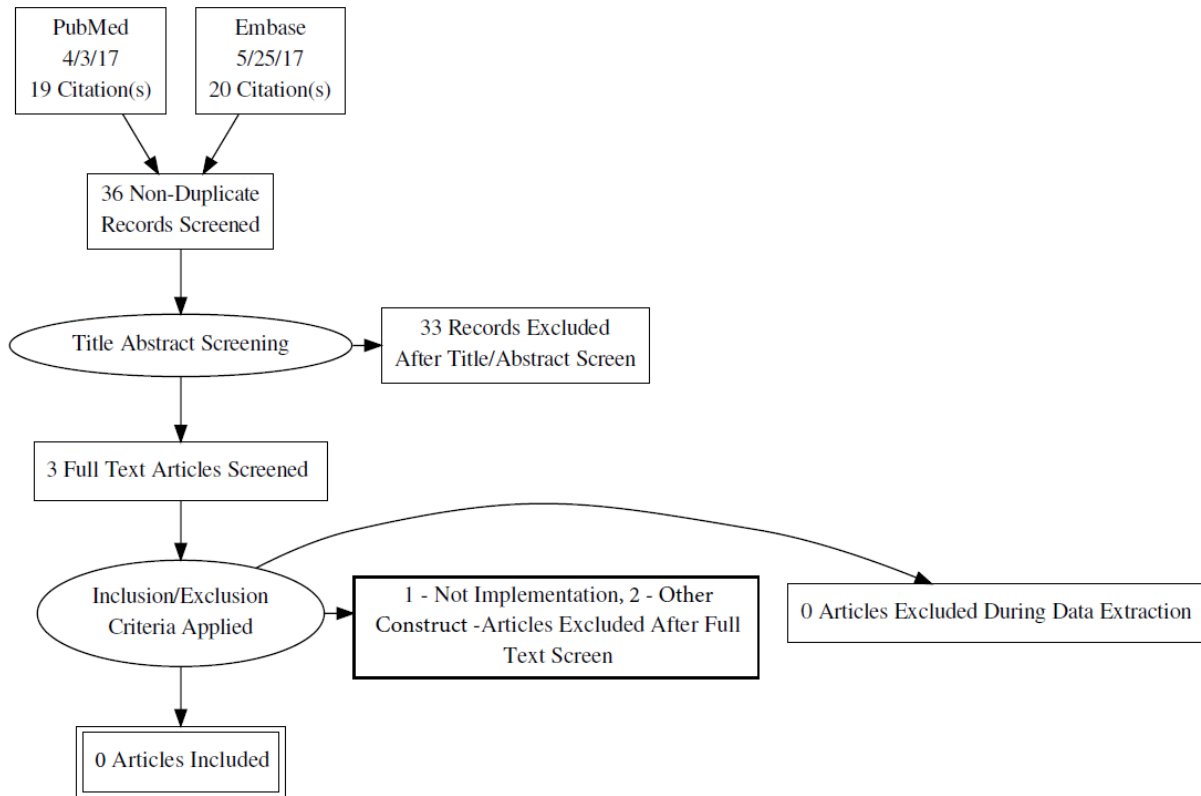 PubMed
4/3/17
19 Citation(s)
Embase
5/25/17
20 Citation(s)
36 Non-Duplicate
Records Screened
Title Abstract Screening
33 Records Excluded
After Title/Abstract Screen
3 Full Text Articles Screened
Inclusion/Exclusion
Criteria Applied
1 - Not Implementation, 2 - Other
Construct -Articles Excluded After Full
Text Screen
0 Articles Excluded During Data Extraction
0 Articles Included